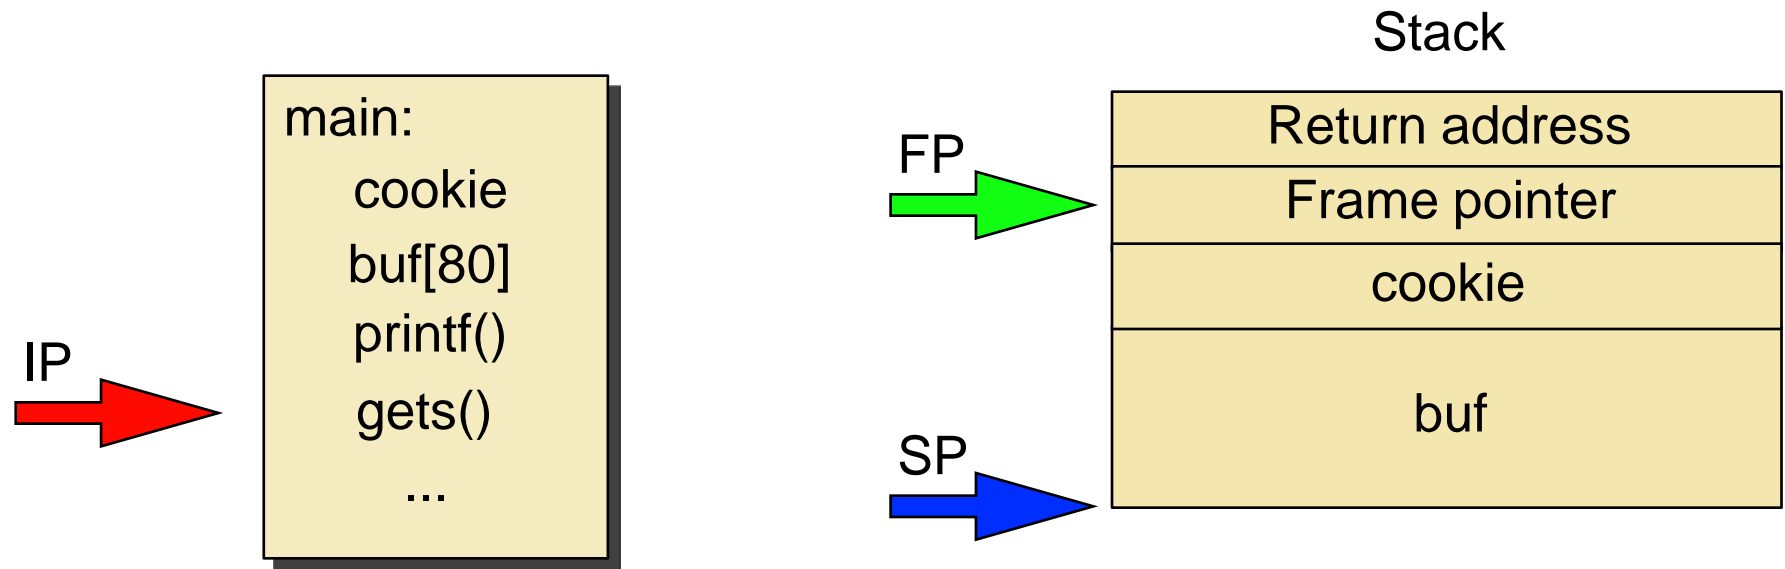 Stack
main:
cookie
buf[80]
printf()
gets()
...
IP
FP
SP
Return address
Frame pointer
cookie
buf